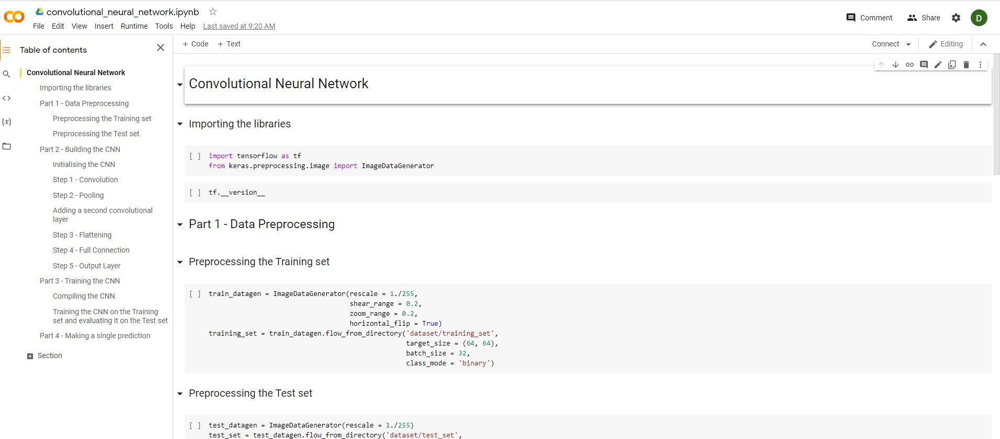 convolutional_neural_network.ipynb
File Edit View Insert Runtime Tools Help Last saved at 9:20 AM
Comment Share D
Table of contents
+ Code + Text
Connect Editing
Convolutional Neural Network
Importing the libraries
Part 1 - Data Preprocessing
Preprocessing the Training set
Preprocessing the Test set
Part 2 - Building the CNN
Initialising the CNN
Step 1 - Convolution
Step 2 - Pooling
Adding a second convolutional
layer
Step 3 - Flattening
Step 4 - Full Connection
Step 5 - Output Layer
Part 3 - Training the CNN
Compiling the CNN
Training the CNN on the Training
set and evaluating it on the Test set
Part 4 - Making a single prediction
Section
Convolutional Neural Network
Importing the libraries
[ ] import tensorflow as tf
from keras.preprocessing.image import ImageDataGenerator
[ ] tf.__version__
Part 1 - Data Preprocessing
Preprocessing the Training set
[ ] train_datagen = ImageDataGenerator(rescale = 1./255,
shear_range = 0.2,
zoom_range = 0.2,
horizontal_flip = True)
training_set = train_datagen.flow_from_directory('dataset/training_set',
target_size = (64, 64),
batch_size = 32,
class_mode = 'binary')
Preprocessing the Test set
[ ] test_datagen = ImageDataGenerator(rescale = 1./255)
test_set = test_datagen.flow_from_directory('dataset/test_set',